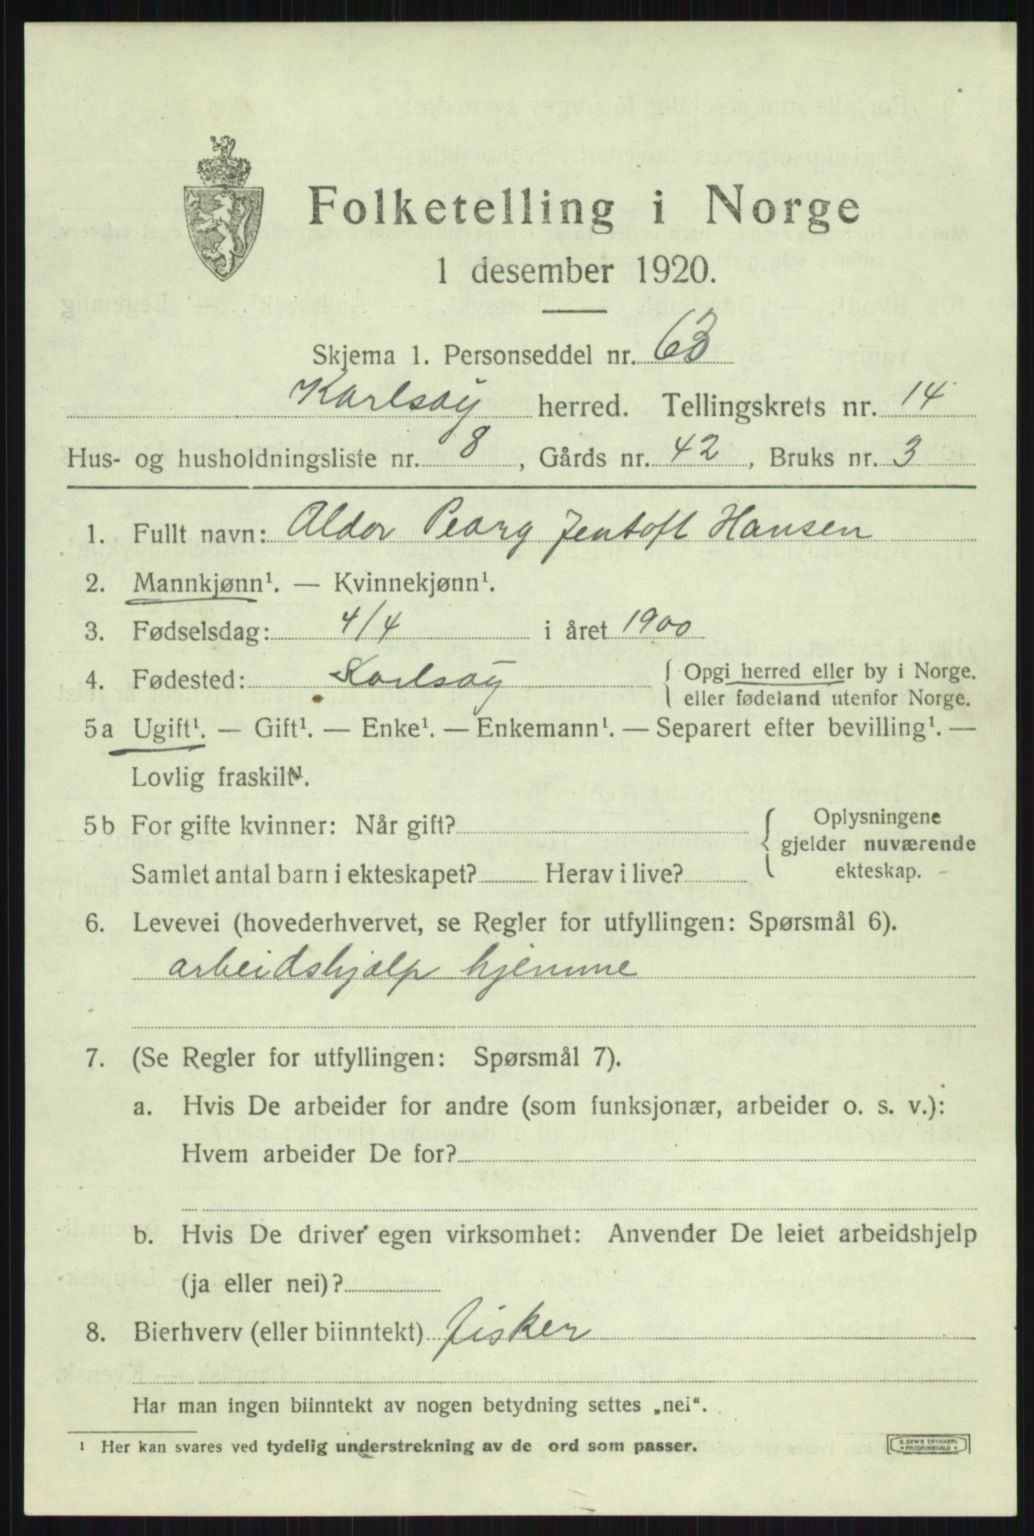 Folketelling i Norge
1 desember 1920.
Skjema 1. Personseddel nr. 63
Karlsøy herred. Tellingskrets nr. 14
Hus- og husholdningsliste nr. 8, Gårds nr. 42, Bruks nr. 3
1. Fullt navn: Aldor Pearg Jentoft Hansen
2. Mannkjønn¹. — Kvinnekjønn¹.
3. Fødselsdag: 4/4 i året 1900
4. Fødested: Karlsøy { Opgi herred eller by i Norge.
eller fødeland utenfor Norge.
5a Ugift¹. — Gift¹. — Enke¹. — Enkemann¹. — Separert efter bevilling¹. —
Lovlig fraskilt¹.
5b For gifte kvinner: Når gift? { Oplysningene
gjelder nuværende
Samlet antal barn i ekteskapet? Herav i live? ekteskap.
6. Levevei (hovederhvervet, se Regler for utfyllingen: Spørsmål 6).
arbeidshjælp hjemme
7. (Se Regler for utfyllingen: Spørsmål 7).
a. Hvis De arbeider for andre (som funksjonær, arbeider o. s. v.):
Hvem arbeider De for?
b. Hvis De driver egen virksomhet: Anvender De leiet arbeidshjelp
(ja eller nei)?
8. Bierhverv (eller biinntekt) fisker
Har man ingen biinntekt av nogen betydning settes „nei“.
¹ Her kan svares ved tydelig understrekning av de ord som passer.